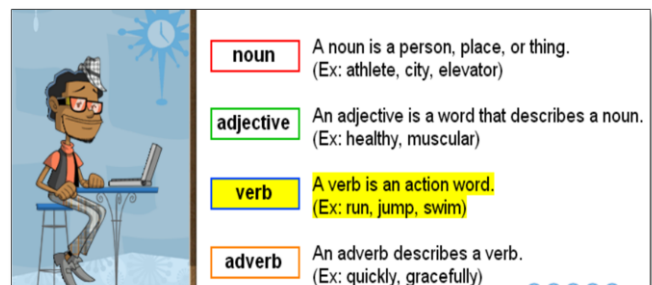 noun
A noun is a person, place, or thing.
(Ex: athlete, city, elevator)
adjective
An adjective is a word that describes a noun.
(Ex: healthy, muscular)
verb
A verb is an action word.
(Ex: run, jump, swim)
adverb
An adverb describes a verb.
(Ex: quickly, gracefully)